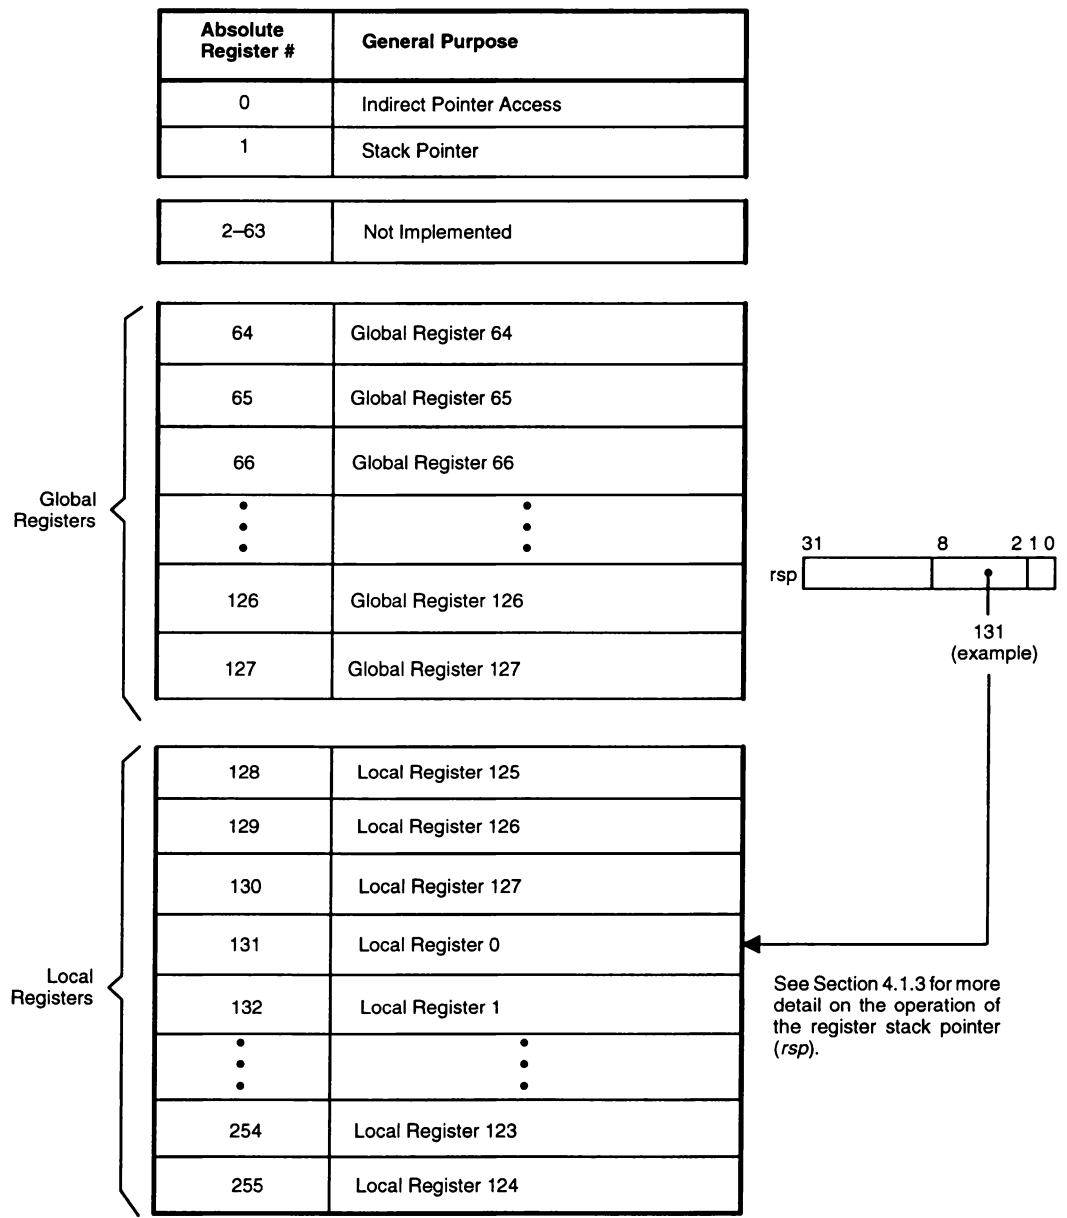 Absolute
Register #
General Purpose
0
Indirect Pointer Access
1
Stack Pointer
2–63
Not Implemented
Global
Registers
64
Global Register 64
65
Global Register 65
66
Global Register 66
126
Global Register 126
127
Global Register 127
31 8 2 1 0
rsp
131
(example)
Local
Registers
128
Local Register 125
129
Local Register 126
130
Local Register 127
131
Local Register 0
132
Local Register 1
254
Local Register 123
255
Local Register 124
See Section 4.1.3 for more
detail on the operation of
the register stack pointer
(rsp).